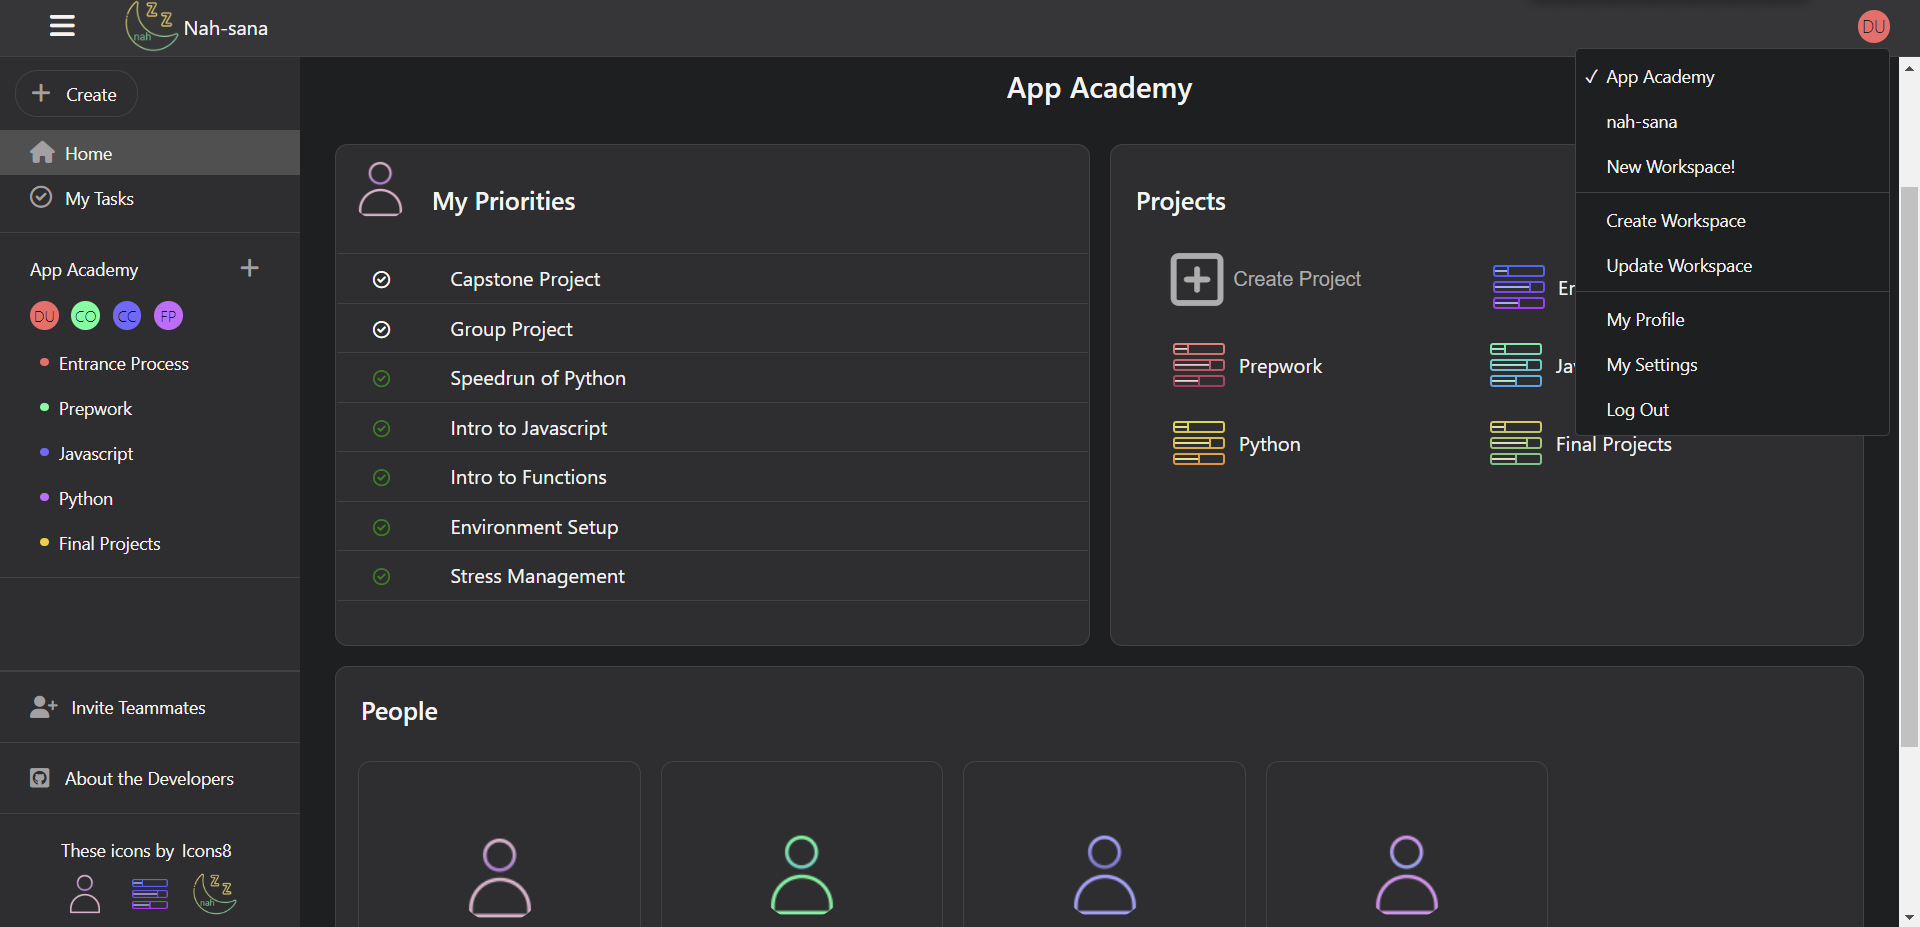 nah
Nah-sana
DU
Create
Home
My Tasks
App Academy
DU CO CC FP
Entrance Process
Prepwork
Javascript
Python
Final Projects
Invite Teammates
About the Developers
These icons by Icons8
nah
App Academy
My Priorities
Capstone Project
Group Project
Speedrun of Python
Intro to Javascript
Intro to Functions
Environment Setup
Stress Management
Projects
Create Project
Prepwork
Python
Final Projects
People
App Academy
nah-sana
New Workspace!
Create Workspace
Update Workspace
My Profile
My Settings
Log Out